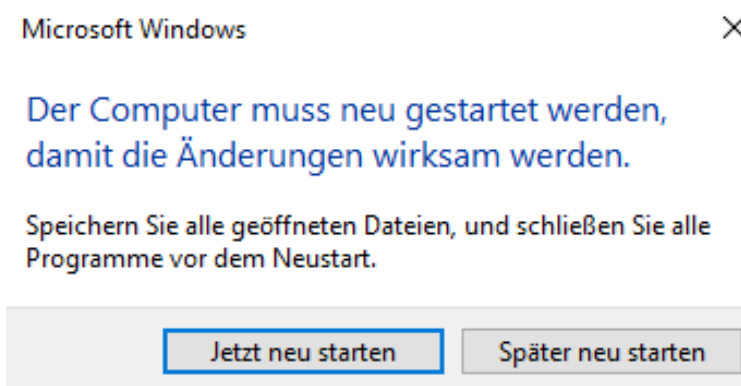 Microsoft Windows
Der Computer muss neu gestartet werden,
damit die Änderungen wirksam werden.
Speichern Sie alle geöffneten Dateien, und schließen Sie alle
Programme vor dem Neustart.
Jetzt neu starten
Später neu starten